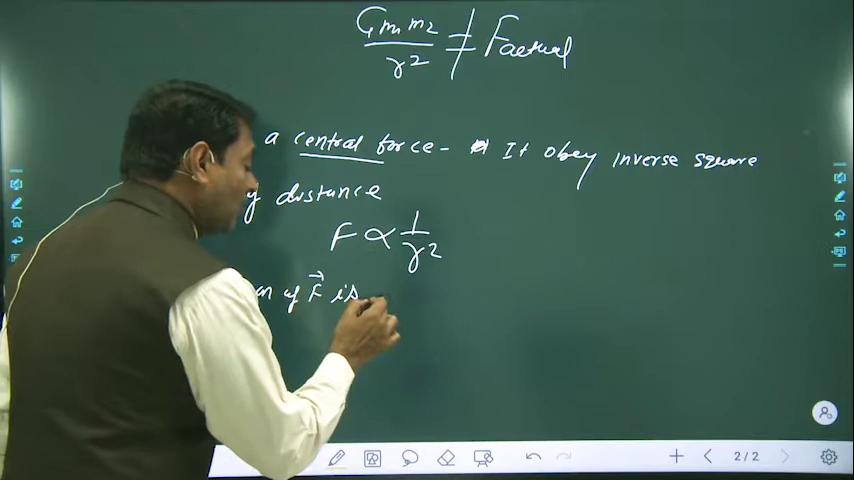 Gm₁m₂/r² ≠ Factual
a central force - It obey inverse square
y distance
F ∝ 1/r²
n of F⃗ is
2/2